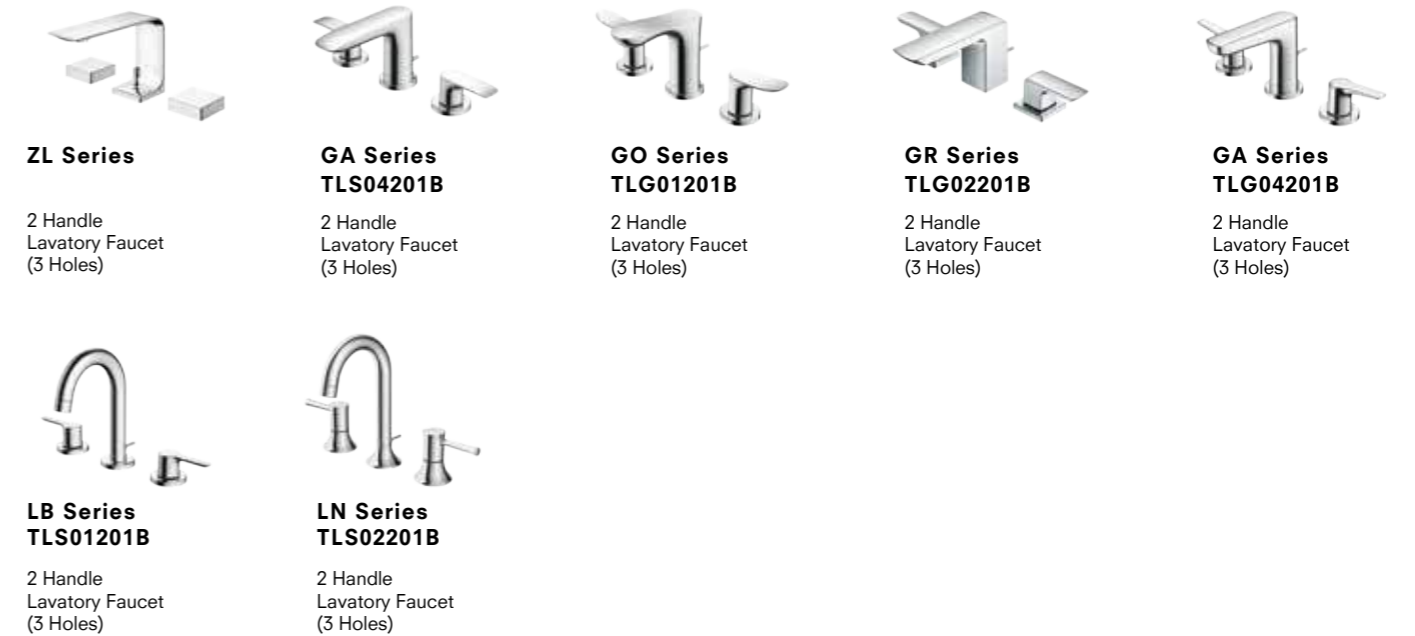 ZL Series
2 Handle
Lavatory Faucet
(3 Holes)
GA Series
TLS04201B
2 Handle
Lavatory Faucet
(3 Holes)
GO Series
TLG01201B
2 Handle
Lavatory Faucet
(3 Holes)
GR Series
TLG02201B
2 Handle
Lavatory Faucet
(3 Holes)
GA Series
TLG04201B
2 Handle
Lavatory Faucet
(3 Holes)
LB Series
TLS01201B
2 Handle
Lavatory Faucet
(3 Holes)
LN Series
TLS02201B
2 Handle
Lavatory Faucet
(3 Holes)